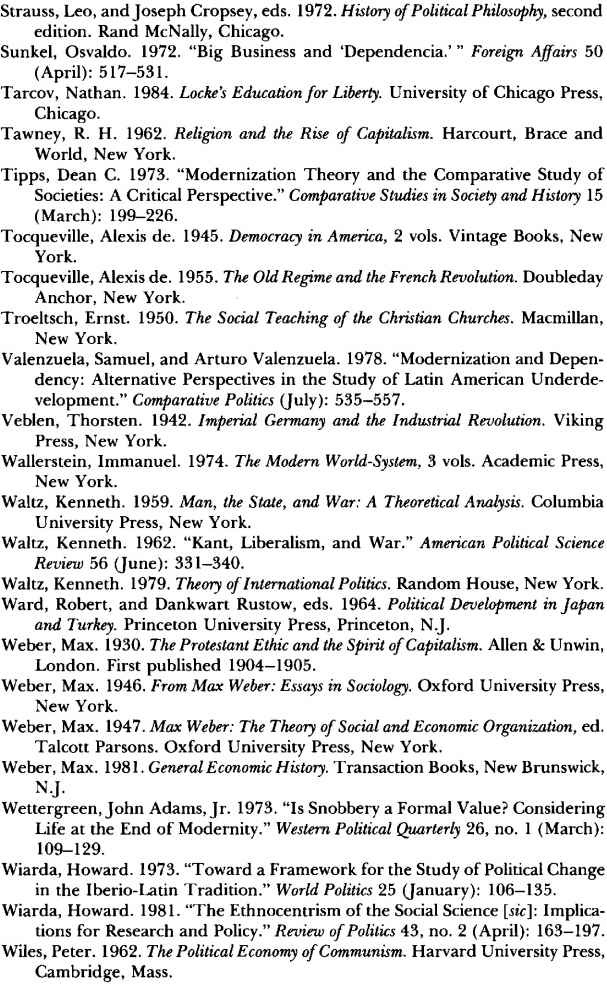 Strauss, Leo, and Joseph Cropsey, eds. 1972. History of Political Philosophy, second
edition. Rand McNally, Chicago.
Sunkel, Osvaldo. 1972. “Big Business and ‘Dependencia.’ ” Foreign Affairs 50
(April): 517–531.
Tarcov, Nathan. 1984. Locke’s Education for Liberty. University of Chicago Press,
Chicago.
Tawney, R. H. 1962. Religion and the Rise of Capitalism. Harcourt, Brace and
World, New York.
Tipps, Dean C. 1973. “Modernization Theory and the Comparative Study of
Societies: A Critical Perspective.” Comparative Studies in Society and History 15
(March): 199–226.
Tocqueville, Alexis de. 1945. Democracy in America, 2 vols. Vintage Books, New
York.
Tocqueville, Alexis de. 1955. The Old Regime and the French Revolution. Doubleday
Anchor, New York.
Troeltsch, Ernst. 1950. The Social Teaching of the Christian Churches. Macmillan,
New York.
Valenzuela, Samuel, and Arturo Valenzuela. 1978. “Modernization and Depen-
dency: Alternative Perspectives in the Study of Latin American Underde-
velopment.” Comparative Politics (July): 535–557.
Veblen, Thorsten. 1942. Imperial Germany and the Industrial Revolution. Viking
Press, New York.
Wallerstein, Immanuel. 1974. The Modern World-System, 3 vols. Academic Press,
New York.
Waltz, Kenneth. 1959. Man, the State, and War: A Theoretical Analysis. Columbia
University Press, New York.
Waltz, Kenneth. 1962. “Kant, Liberalism, and War.” American Political Science
Review 56 (June): 331–340.
Waltz, Kenneth. 1979. Theory of International Politics. Random House, New York.
Ward, Robert, and Dankwart Rustow, eds. 1964. Political Development in Japan
and Turkey. Princeton University Press, Princeton, N.J.
Weber, Max. 1930. The Protestant Ethic and the Spirit of Capitalism. Allen & Unwin,
London. First published 1904–1905.
Weber, Max. 1946. From Max Weber: Essays in Sociology. Oxford University Press,
New York.
Weber, Max. 1947. Max Weber: The Theory of Social and Economic Organization, ed.
Talcott Parsons. Oxford University Press, New York.
Weber, Max. 1981. General Economic History. Transaction Books, New Brunswick,
N.J.
Wettergreen, John Adams, Jr. 1973. “Is Snobbery a Formal Value? Considering
Life at the End of Modernity.” Western Political Quarterly 26, no. 1 (March):
109–129.
Wiarda, Howard. 1973. “Toward a Framework for the Study of Political Change
in the Iberio-Latin Tradition.” World Politics 25 (January): 106–135.
Wiarda, Howard. 1981. “The Ethnocentrism of the Social Science [sic]: Implica-
tions for Research and Policy.” Review of Politics 43, no. 2 (April): 163–197.
Wiles, Peter. 1962. The Political Economy of Communism. Harvard University Press,
Cambridge, Mass.